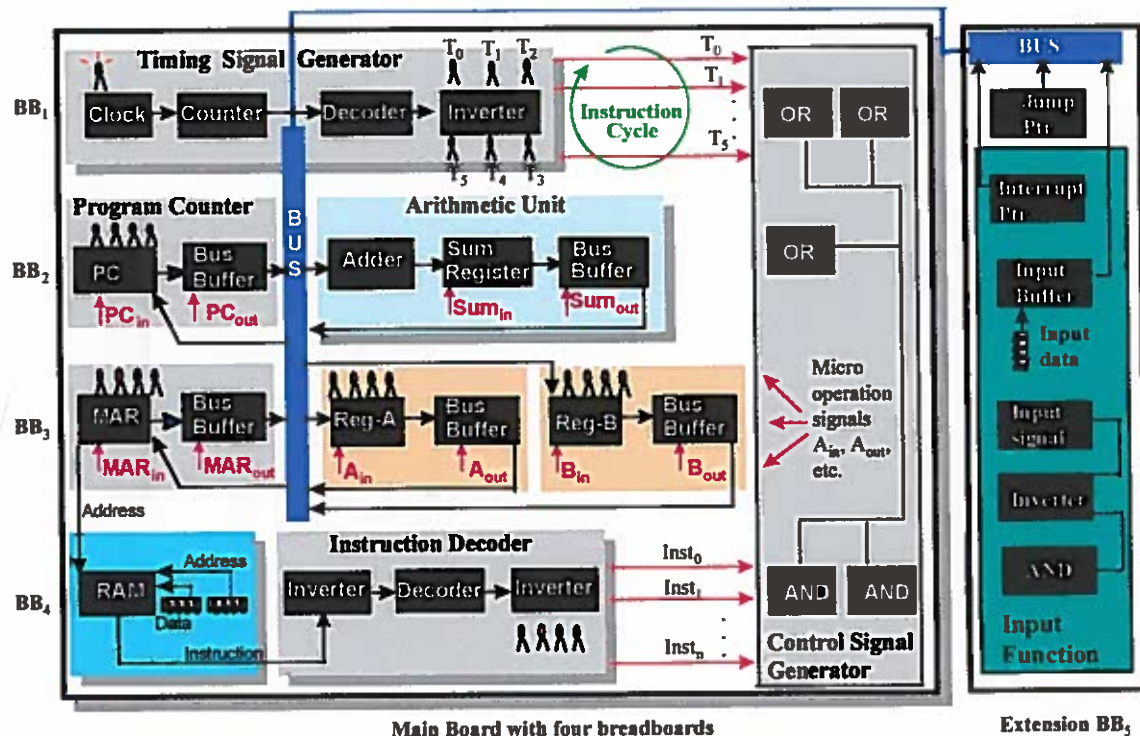 Timing Signal Generator
T0 T1 T2
Clock
Counter
Decoder
Inverter
T5 T4 T3
BB1
Instruction
Cycle
T0
T1
T5
OR
OR
OR
BUS
Jump
Ptr
Interrupt
Ptr
Input
Buffer
Input
data
Input
signal
Inverter
AND
Input
Function
Program Counter
BB2
PC
Bus
Buffer
PCin
PCout
BUS
Arithmetic Unit
Adder
Sum
Register
Bus
Buffer
Sumin
Sumout
BB3
MAR
Bus
Buffer
MARin
MARout
Reg-A
Bus
Buffer
Ain
Aout
Reg-B
Bus
Buffer
Bin
Bout
Micro
operation
signals
Ain, Aout,
etc.
Address
BB4
RAM
Address
Data
Instruction
Instruction Decoder
Inverter
Decoder
Inverter
Inst0
Inst1
Instn
AND
AND
Control Signal
Generator
Main Board with four breadboards
Extension BB5